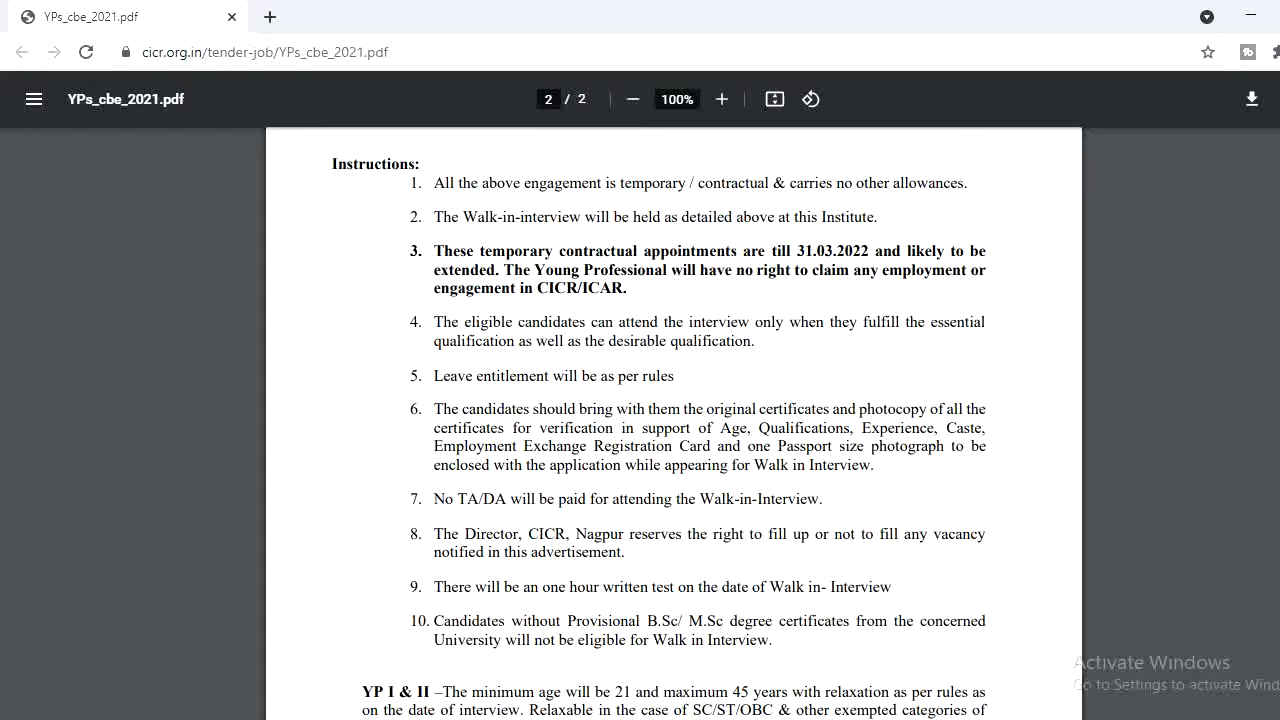 YPs_cbe_2021.pdf
cicr.org.in/tender-job/YPs_cbe_2021.pdf
YPs_cbe_2021.pdf
2 / 2
100%
Instructions:
1. All the above engagement is temporary / contractual & carries no other allowances.
2. The Walk-in-interview will be held as detailed above at this Institute.
3. These temporary contractual appointments are till 31.03.2022 and likely to be
extended. The Young Professional will have no right to claim any employment or
engagement in CICR/ICAR.
4. The eligible candidates can attend the interview only when they fulfill the essential
qualification as well as the desirable qualification.
5. Leave entitlement will be as per rules
6. The candidates should bring with them the original certificates and photocopy of all the
certificates for verification in support of Age, Qualifications, Experience, Caste,
Employment Exchange Registration Card and one Passport size photograph to be
enclosed with the application while appearing for Walk in Interview.
7. No TA/DA will be paid for attending the Walk-in-Interview.
8. The Director, CICR, Nagpur reserves the right to fill up or not to fill any vacancy
notified in this advertisement.
9. There will be an one hour written test on the date of Walk in- Interview
10. Candidates without Provisional B.Sc/ M.Sc degree certificates from the concerned
University will not be eligible for Walk in Interview.
YP I & II –The minimum age will be 21 and maximum 45 years with relaxation as per rules as
on the date of interview. Relaxable in the case of SC/ST/OBC & other exempted categories of
Activate Windows
Go to Settings to activate Wind